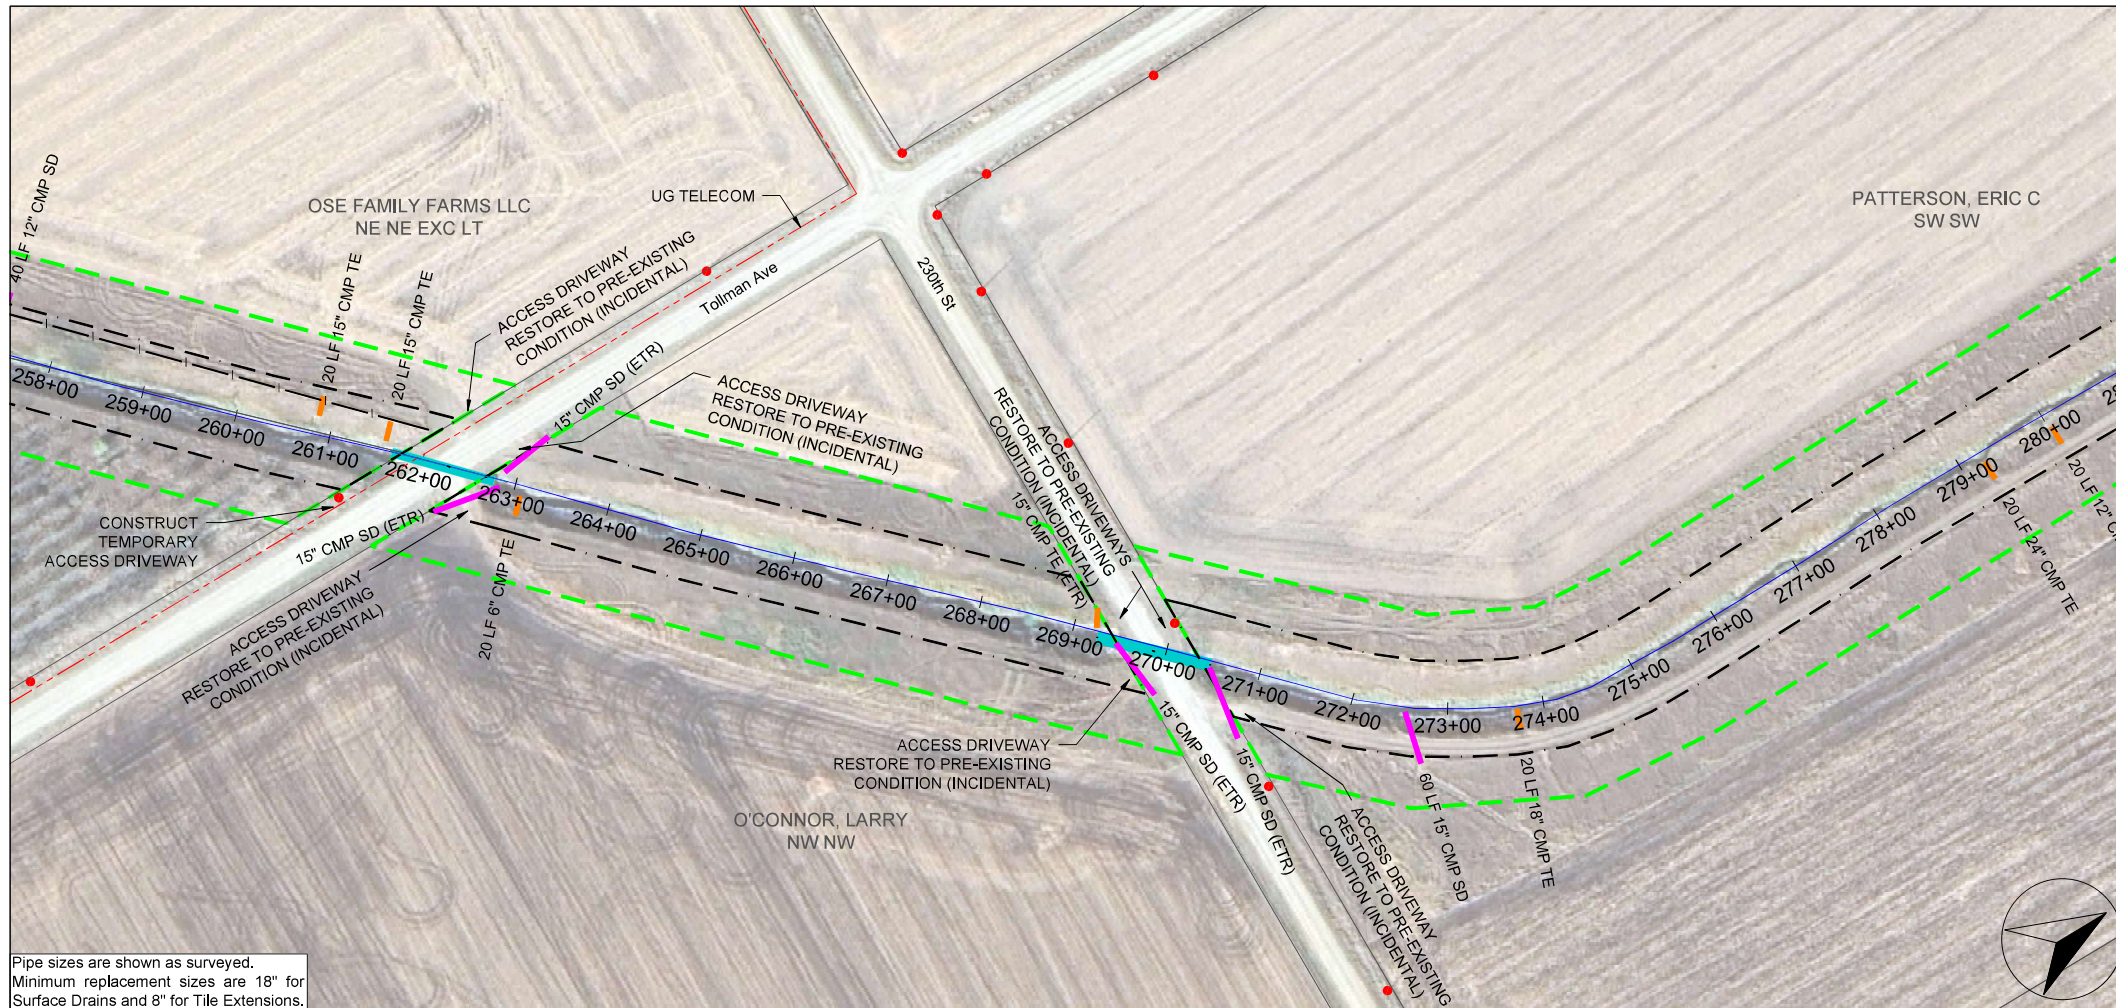 40 LF 12" CMP SD
OSE FAMILY FARMS LLC
NE NE EXC LT
UG TELECOM
PATTERSON, ERIC C
SW SW
20 LF 15" CMP TE
20 LF 15" CMP TE
ACCESS DRIVEWAY
RESTORE TO PRE-EXISTING
CONDITION (INCIDENTAL)
Tollman Ave
230th St
15" CMP SD (ETR)
ACCESS DRIVEWAY
RESTORE TO PRE-EXISTING
CONDITION (INCIDENTAL)
ACCESS DRIVEWAYS
RESTORE TO PRE-EXISTING
CONDITION (INCIDENTAL)
15" CMP TE (ETR)
258+00
259+00
260+00
261+00
262+00
263+00
264+00
265+00
266+00
267+00
268+00
269+00
270+00
271+00
272+00
273+00
274+00
275+00
276+00
277+00
278+00
279+00
280+00
CONSTRUCT
TEMPORARY
ACCESS DRIVEWAY
15" CMP SD (ETR)
ACCESS DRIVEWAY
RESTORE TO PRE-EXISTING
CONDITION (INCIDENTAL)
20 LF 6" CMP TE
ACCESS DRIVEWAY
RESTORE TO PRE-EXISTING
CONDITION (INCIDENTAL)
15" CMP SD (ETR)
15" CMP SD (ETR)
ACCESS DRIVEWAY
RESTORE TO PRE-EXISTING
CONDITION (INCIDENTAL)
60 LF 15" CMP SD
20 LF 18" CMP TE
20 LF 24" CMP TE
20 LF 12"
O'CONNOR, LARRY
NW NW
Pipe sizes are shown as surveyed.
Minimum replacement sizes are 18" for
Surface Drains and 8" for Tile Extensions.